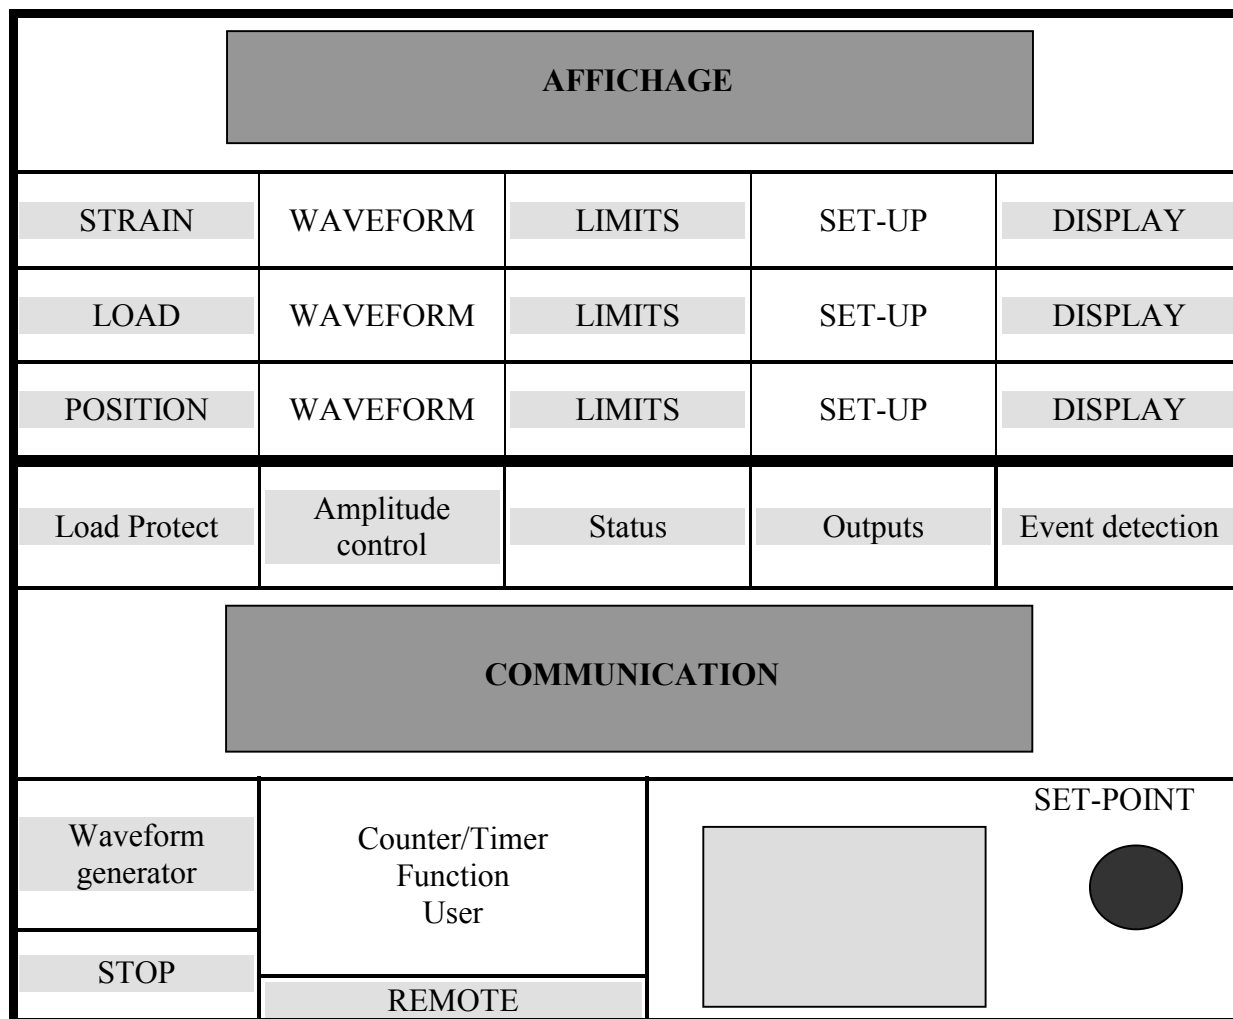 AFFICHAGE
STRAIN WAVEFORM LIMITS SET-UP DISPLAY
LOAD WAVEFORM LIMITS SET-UP DISPLAY
POSITION WAVEFORM LIMITS SET-UP DISPLAY
Load Protect
Amplitude
control
Status
Outputs
Event detection
COMMUNICATION
Waveform
generator
STOP
Counter/Timer
Function
User
REMOTE
SET-POINT